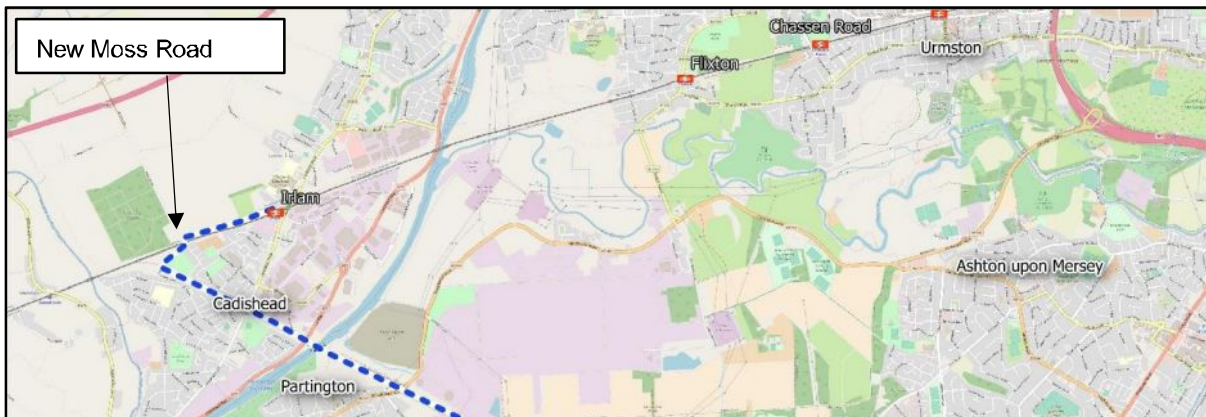 New Moss Road
Chassen Road
Urmston
Flixton
Irlam
Ashton upon Mersey
Cadishead
Partington